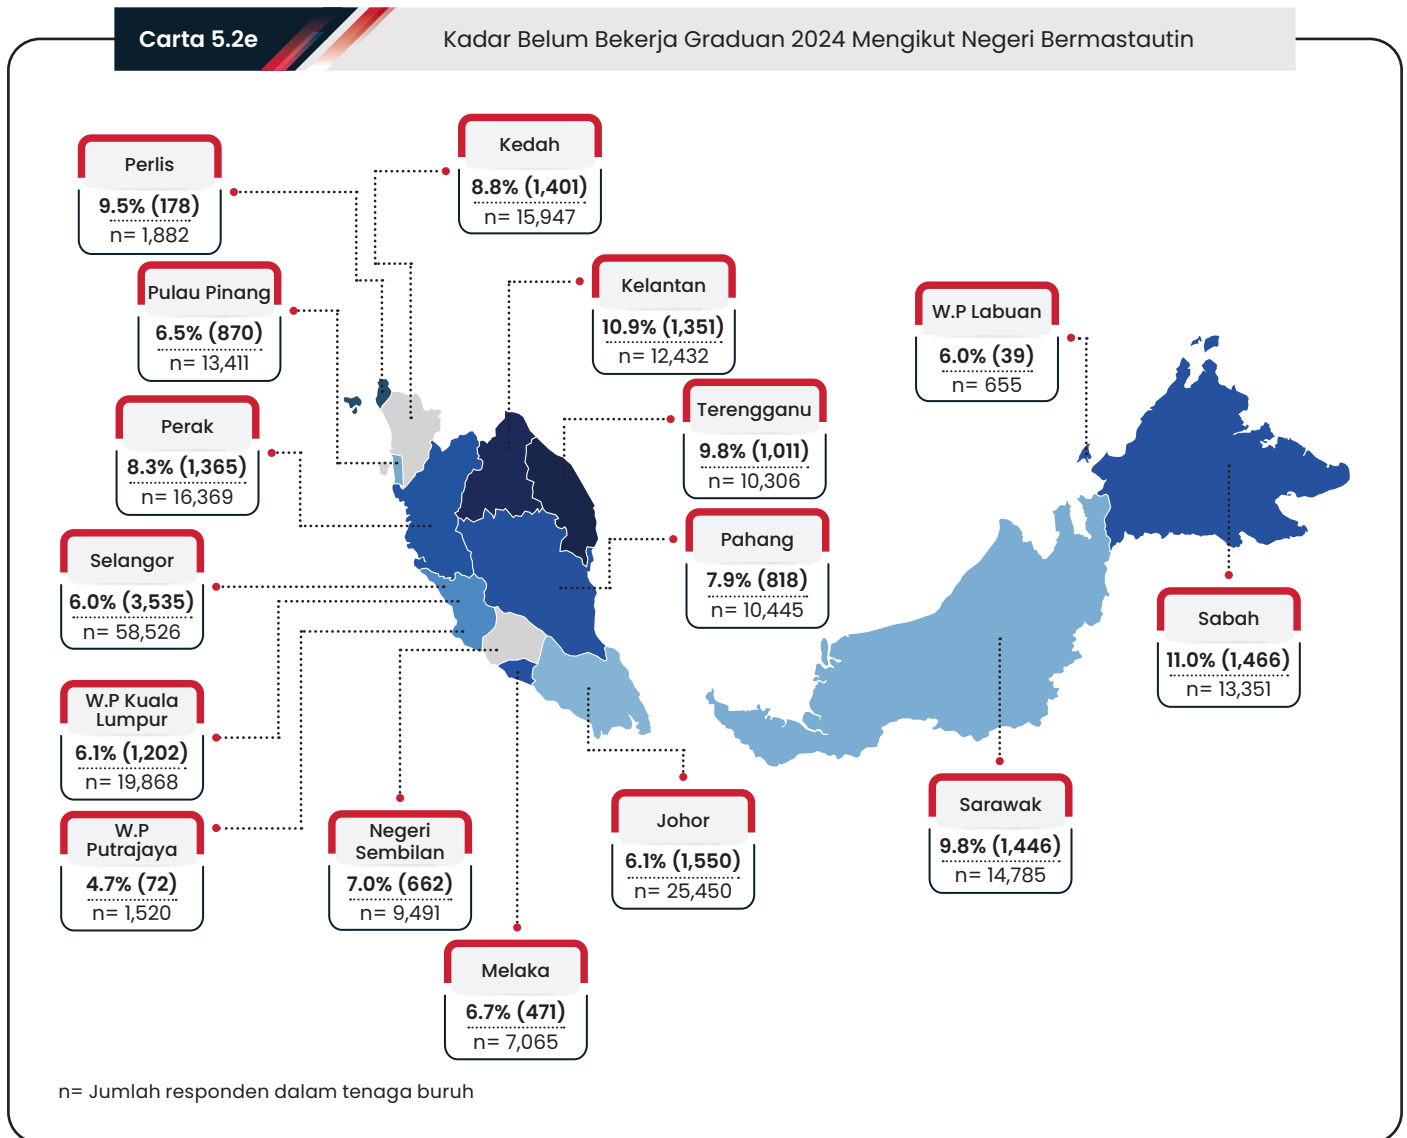 Carta 5.2e
Kadar Belum Bekerja Graduan 2024 Mengikut Negeri Bermastautin
Perlis
9.5% (178)
n= 1,882
Kedah
8.8% (1,401)
n= 15,947
Pulau Pinang
6.5% (870)
n= 13,411
Kelantan
10.9% (1,351)
n= 12,432
W.P Labuan
6.0% (39)
n= 655
Perak
8.3% (1,365)
n= 16,369
Terengganu
9.8% (1,011)
n= 10,306
Selangor
6.0% (3,535)
n= 58,526
Pahang
7.9% (818)
n= 10,445
Sabah
11.0% (1,466)
n= 13,351
W.P Kuala
Lumpur
6.1% (1,202)
n= 19,868
W.P
Putrajaya
4.7% (72)
n= 1,520
Negeri
Sembilan
7.0% (662)
n= 9,491
Johor
6.1% (1,550)
n= 25,450
Sarawak
9.8% (1,446)
n= 14,785
Melaka
6.7% (471)
n= 7,065
n= Jumlah responden dalam tenaga buruh